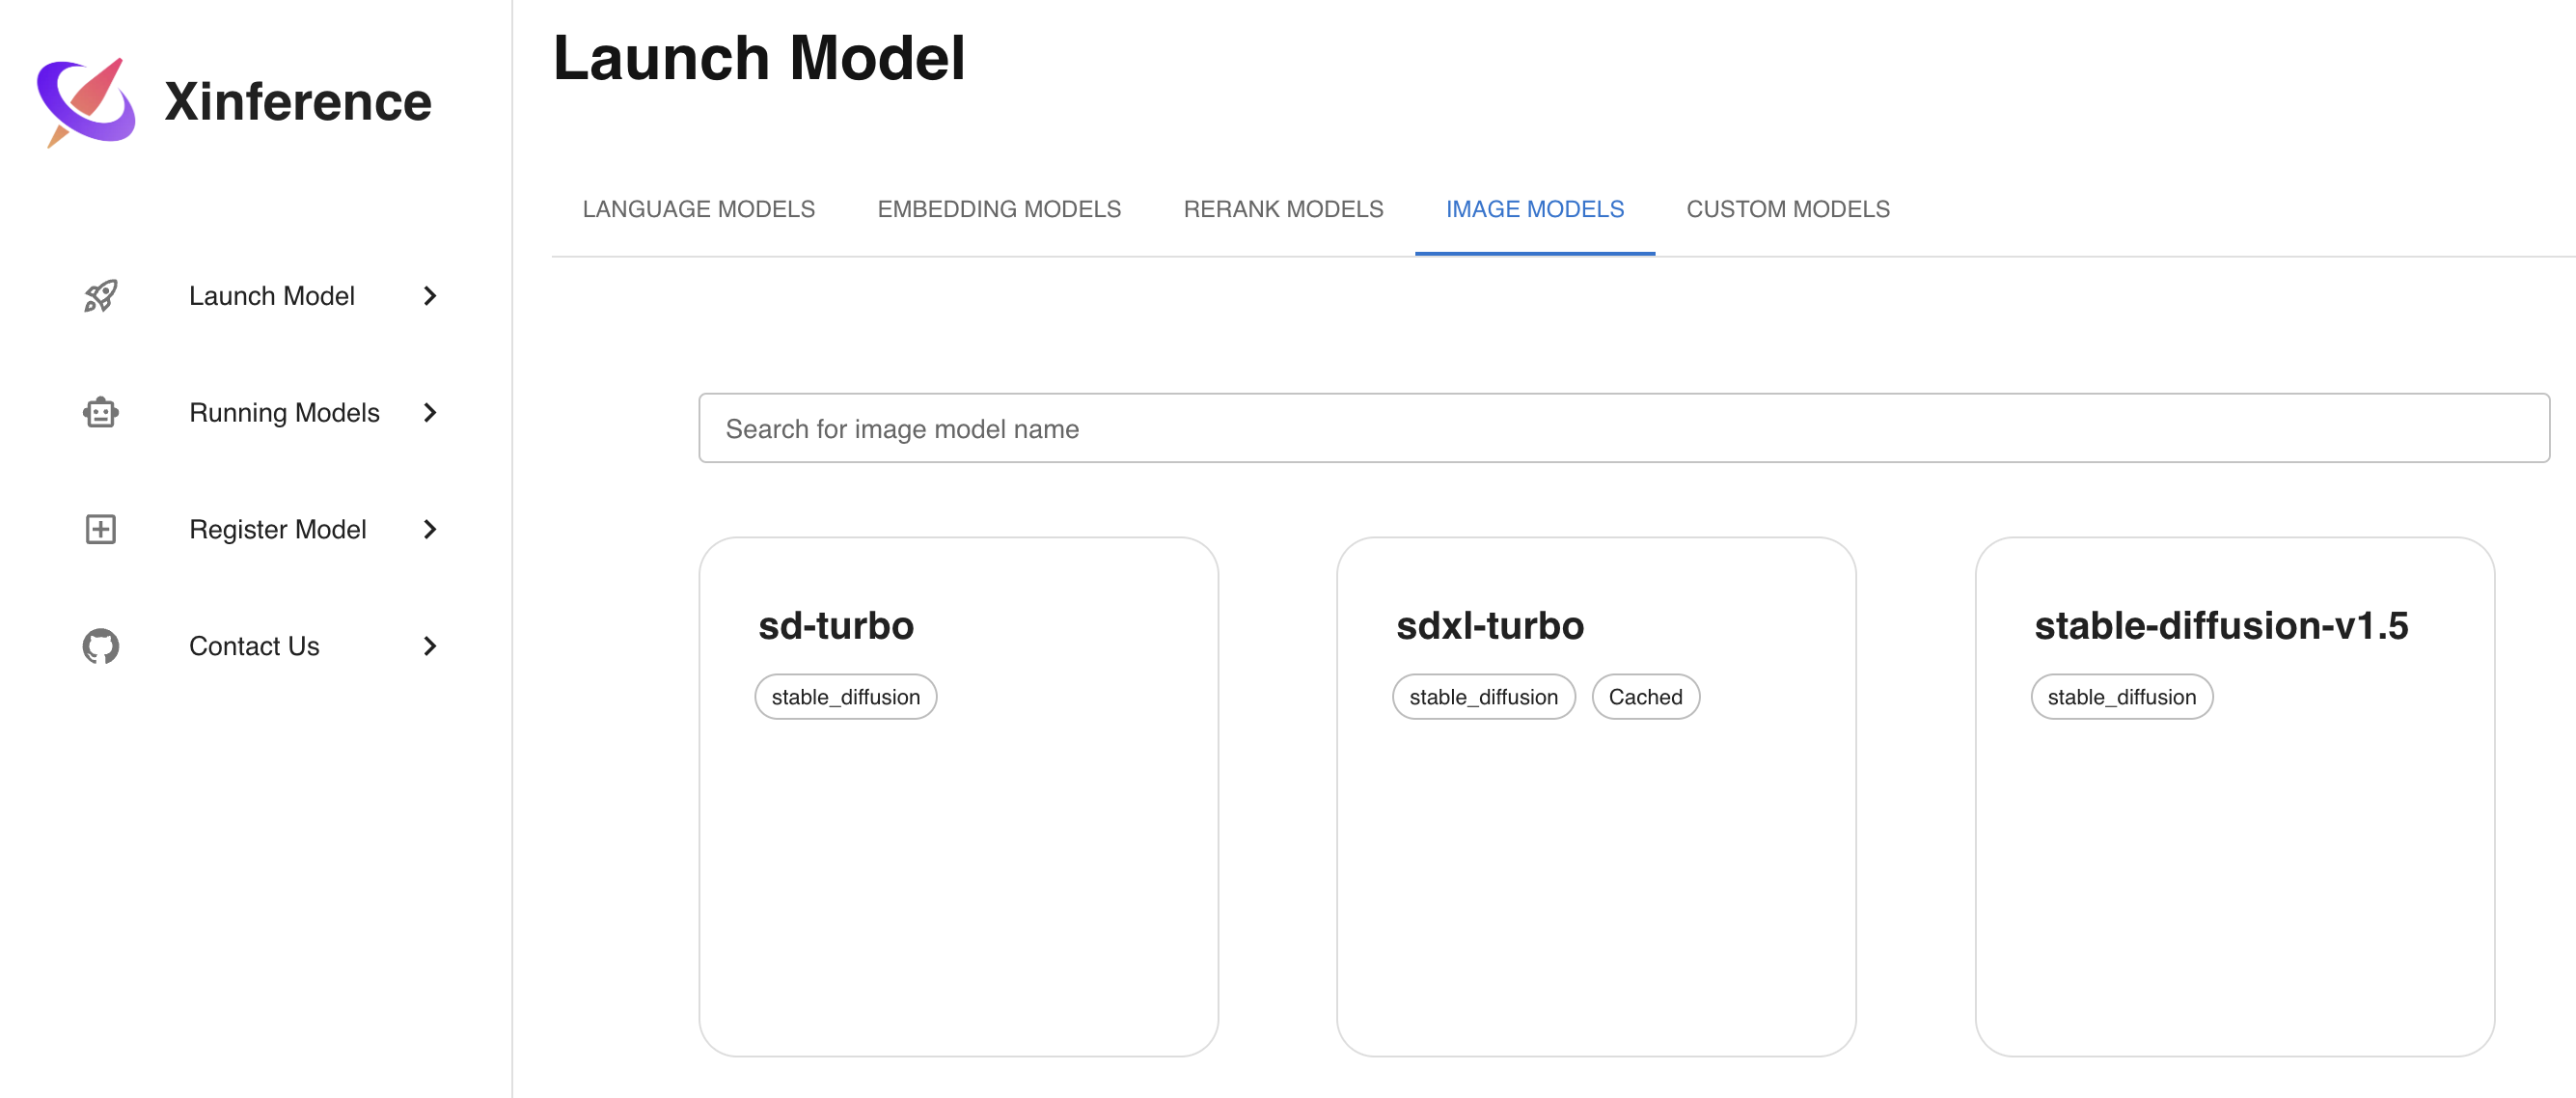 Xinference
Launch Model
Running Models
Register Model
Contact Us
Launch Model
LANGUAGE MODELS EMBEDDING MODELS RERANK MODELS IMAGE MODELS CUSTOM MODELS
Search for image model name
sd-turbo
stable_diffusion
sdxl-turbo
stable_diffusion Cached
stable-diffusion-v1.5
stable_diffusion